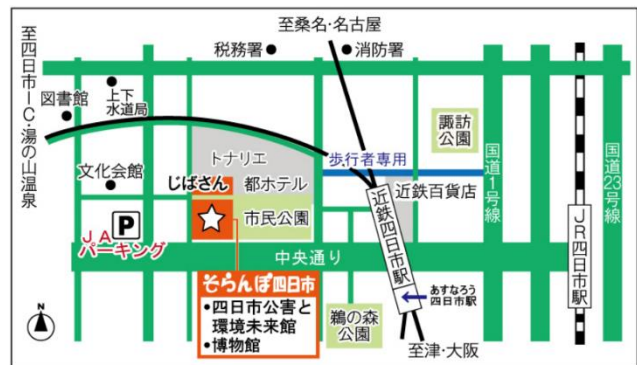 至桑名・名古屋
税務署
消防署
至四日市IC・湯の山温泉
図書館
上下
水道局
諏訪
公園
トナリエ
歩行者専用
国道1号線
国道23号線
文化会館
じばさん
都ホテル
近鉄百貨店
P
市民公園
近鉄四日市駅
JR四日市駅
JA
パーキング
中央通り
そらんぽ四日市
•四日市公害と
環境未来館
•博物館
鵜の森
公園
あすなろう
四日市駅
至津・大阪
N